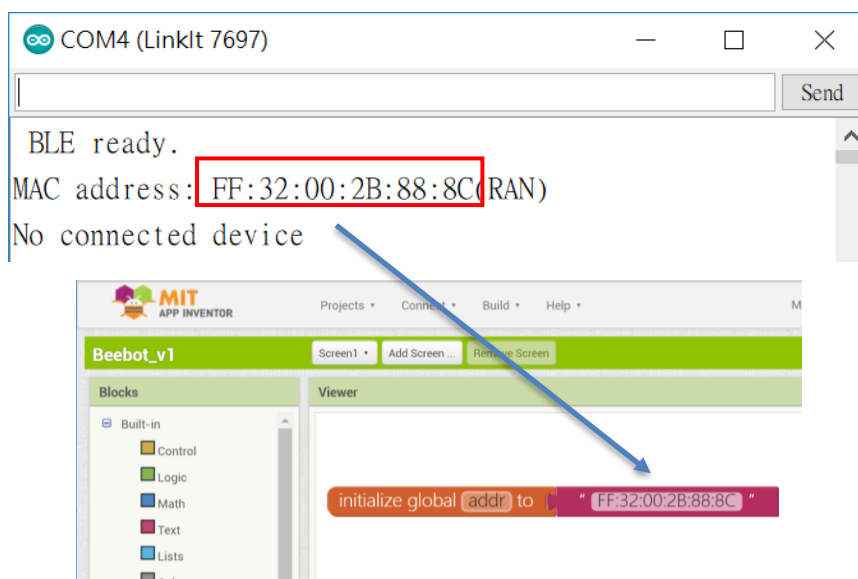 COM4 (LinkIt 7697)
Send
BLE ready.
MAC address: FF:32:00:2B:88:8C(RAN)
No connected device
MIT
APP INVENTOR
Projects Connect Build Help M
Beebot_v1 Screen1 Add Screen ... Remove Screen
Blocks Viewer
Built-in
Control
Logic
Math
Text
Lists
initialize global addr to " FF:32:00:2B:88:8C "